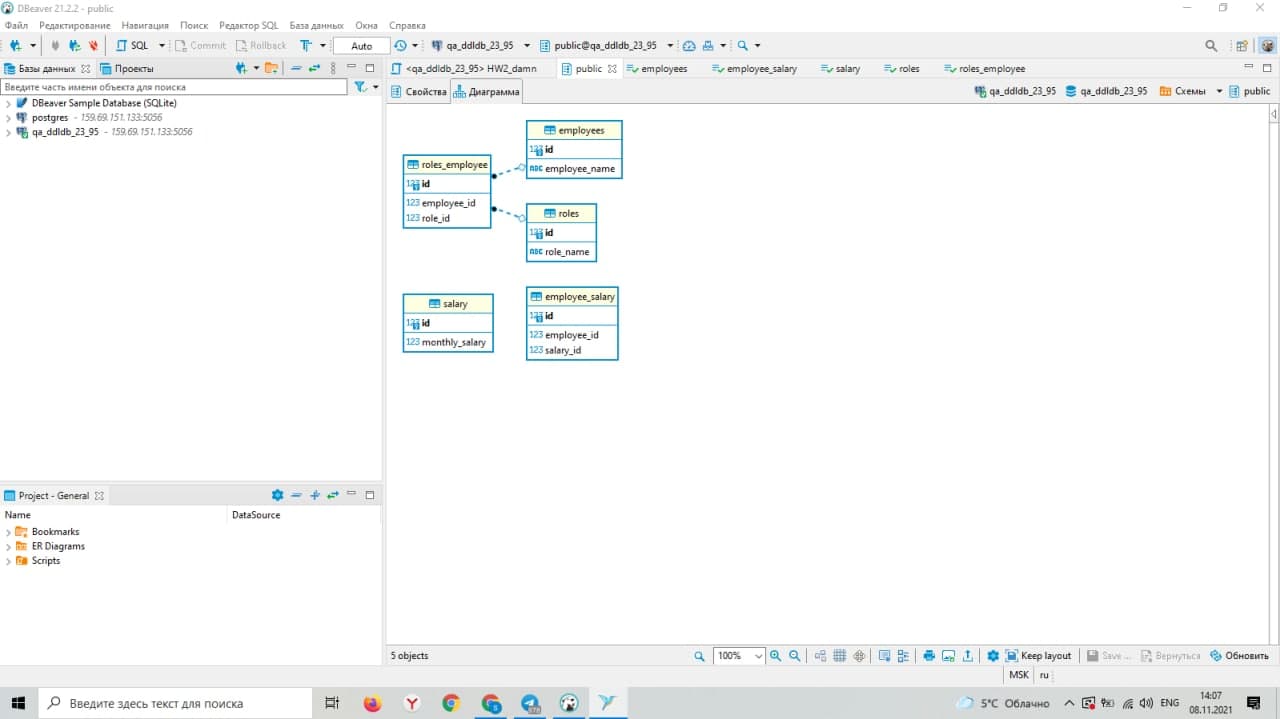 DBeaver 21.2.2 - public
Файл Редактирование Навигация Поиск Редактор SQL База данных Окна Справка
SQL Commit Rollback Auto qa_ddldb_23_95 public@qa_ddldb_23_95
Базы данных Проекты
Введите часть имени объекта для поиска
DBeaver Sample Database (SQLite)
postgres - 159.69.151.133:5056
qa_ddldb_23_95 - 159.69.151.133:5056
Project - General
Name DataSource
Bookmarks
ER Diagrams
Scripts
<qa_ddldb_23_95> HW2_damn public employees employee_salary salary roles roles_employee
Свойства Диаграмма qa_ddldb_23_95 qa_ddldb_23_95 Схемы public
employees
123 id
ABC employee_name
roles_employee
123 id
123 employee_id
123 role_id
roles
123 id
ABC role_name
salary
123 id
123 monthly_salary
employee_salary
123 id
123 employee_id
123 salary_id
5 objects 100% Keep layout Save ... Вернуться Обновить
MSK ru
Введите здесь текст для поиска
5°C Облачно ENG 14:07
08.11.2021